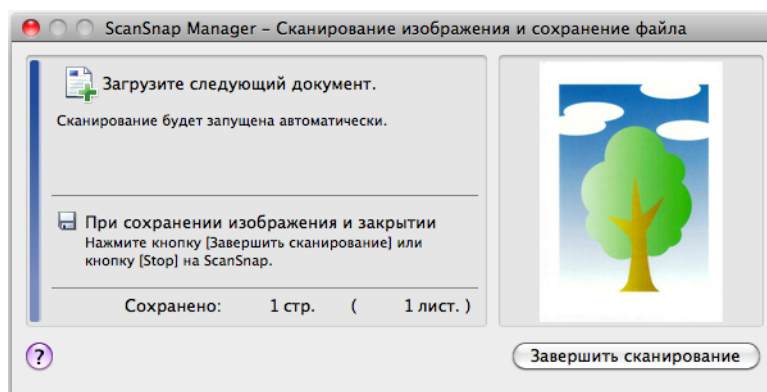 ScanSnap Manager – Сканирование изображения и сохранение файла
Загрузите следующий документ.
Сканирование будет запущена автоматически.
При сохранении изображения и закрытии
Нажмите кнопку [Завершить сканирование] или
кнопку [Stop] на ScanSnap.
Сохранено: 1 стр. ( 1 лист. )
?
Завершить сканирование